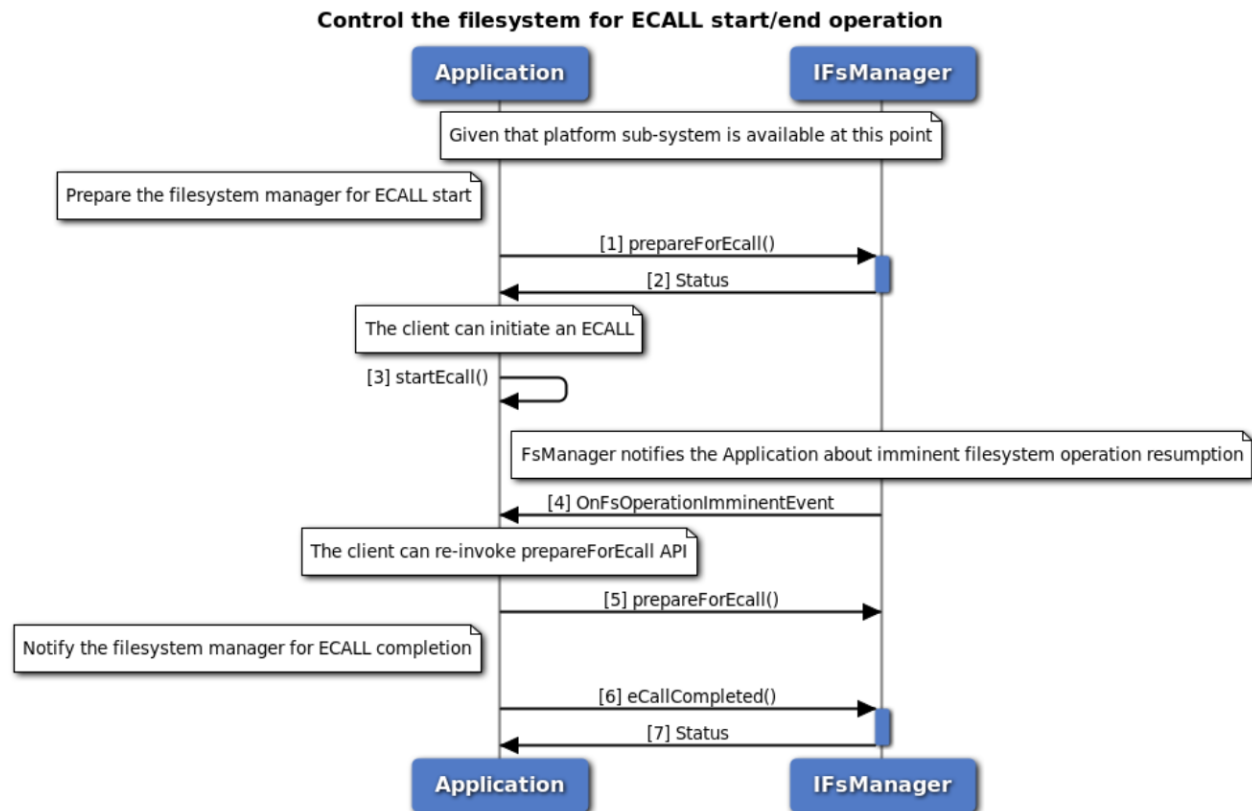 Control the filesystem for ECALL start/end operation
Application
IFsManager
Given that platform sub-system is available at this point
Prepare the filesystem manager for ECALL start
[1] prepareForEcall()
[2] Status
The client can initiate an ECALL
[3] startEcall()
FsManager notifies the Application about imminent filesystem operation resumption
[4] OnFsOperationImminentEvent
The client can re-invoke prepareForEcall API
[5] prepareForEcall()
Notify the filesystem manager for ECALL completion
[6] eCallCompleted()
[7] Status
Application
IFsManager